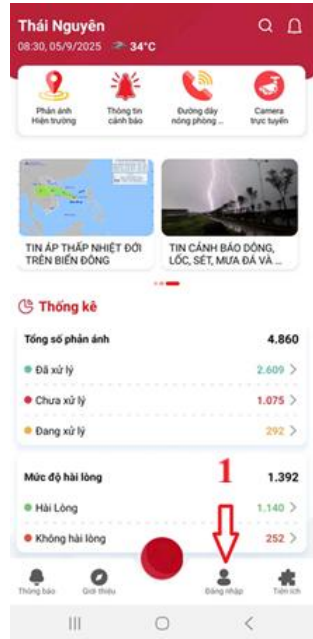 Thái Nguyên
08:30, 05/9/2025 34°C
Phản ánh Hiện trường
Thông tin cảnh báo
Đường dây nóng phòng ...
Camera trực tuyến
TIN ÁP THẤP NHIỆT ĐỚI
TRÊN BIỂN ĐÔNG
TIN CẢNH BÁO DÔNG,
LỐC, SÉT, MƯA ĐÁ VÀ ...
Thống kê
Tổng số phản ánh 4.860
Đã xử lý 2.609 >
Chưa xử lý 1.075 >
Đang xử lý 292 >
1
Mức độ hài lòng 1.392
Hài Lòng 1.140 >
Không hài lòng 252 >
Thông báo
Giới thiệu
Đăng nhập
Tiện ích